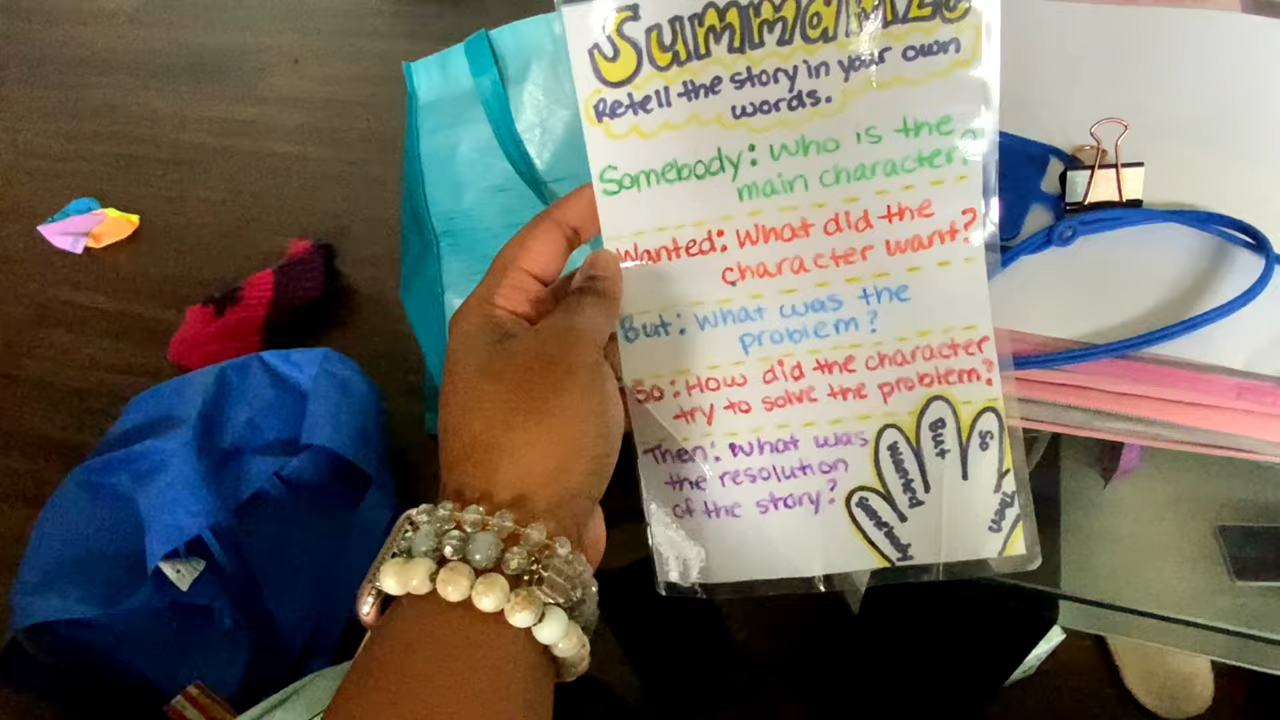 Summarize
Retell the story in your own
words.
Somebody: Who is the
main character?
Wanted: What did the
character want?
But: What was the
problem?
So: How did the character
try to solve the problem?
Then: What was
the resolution
of the story?
Somebody
Wanted
But
So
Then